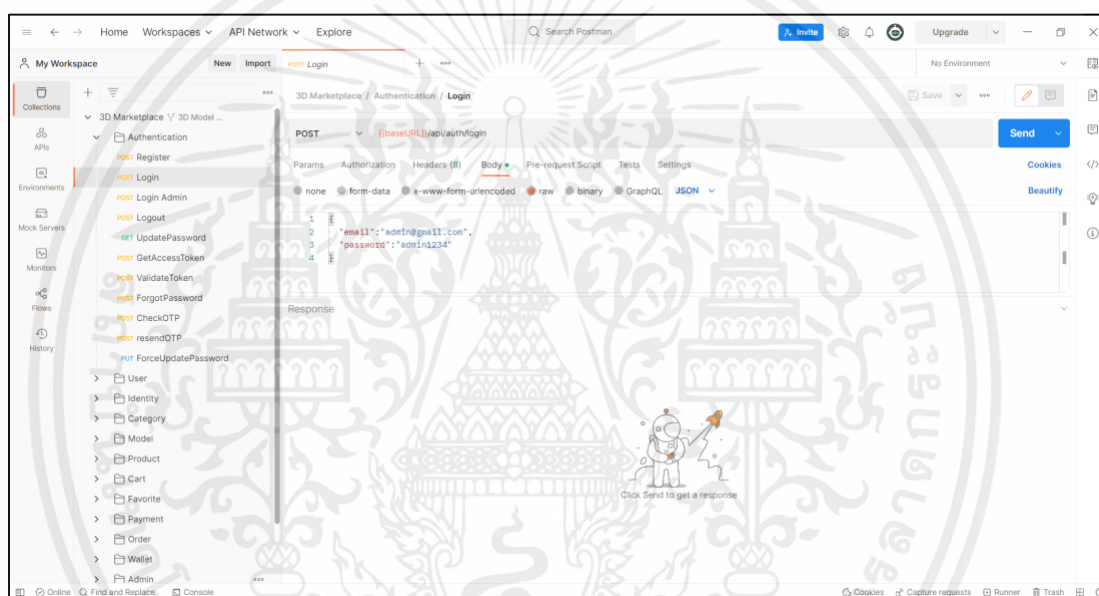 Home Workspaces API Network Explore Search Postman Invite Upgrade
My Workspace New Import POST Login No Environment
Collections
APIs
Environments
Mock Servers
Monitors
Flows
History
3D Marketplace 3D Model ...
Authentication
POST Register
POST Login
POST Login Admin
POST Logout
GET UpdatePassword
POST GetAccessToken
POST ValidateToken
POST ForgotPassword
POST CheckOTP
POST resendOTP
PUT ForceUpdatePassword
User
Identity
Category
Model
Product
Cart
Favorite
Payment
Order
Wallet
Admin
3D Marketplace / Authentication / Login Save
POST {{baseURL}}/api/auth/login Send
Params Authorization Headers (8) Body Pre-request Script Tests Settings Cookies
none form-data x-www-form-urlencoded raw binary GraphQL JSON Beautify
1 {
2 "email":"admin@gmail.com",
3 "password":"admin1234"
4 }
Response
Click Send to get a response
Online Find and Replace Console Cookies Capture requests Runner Trash